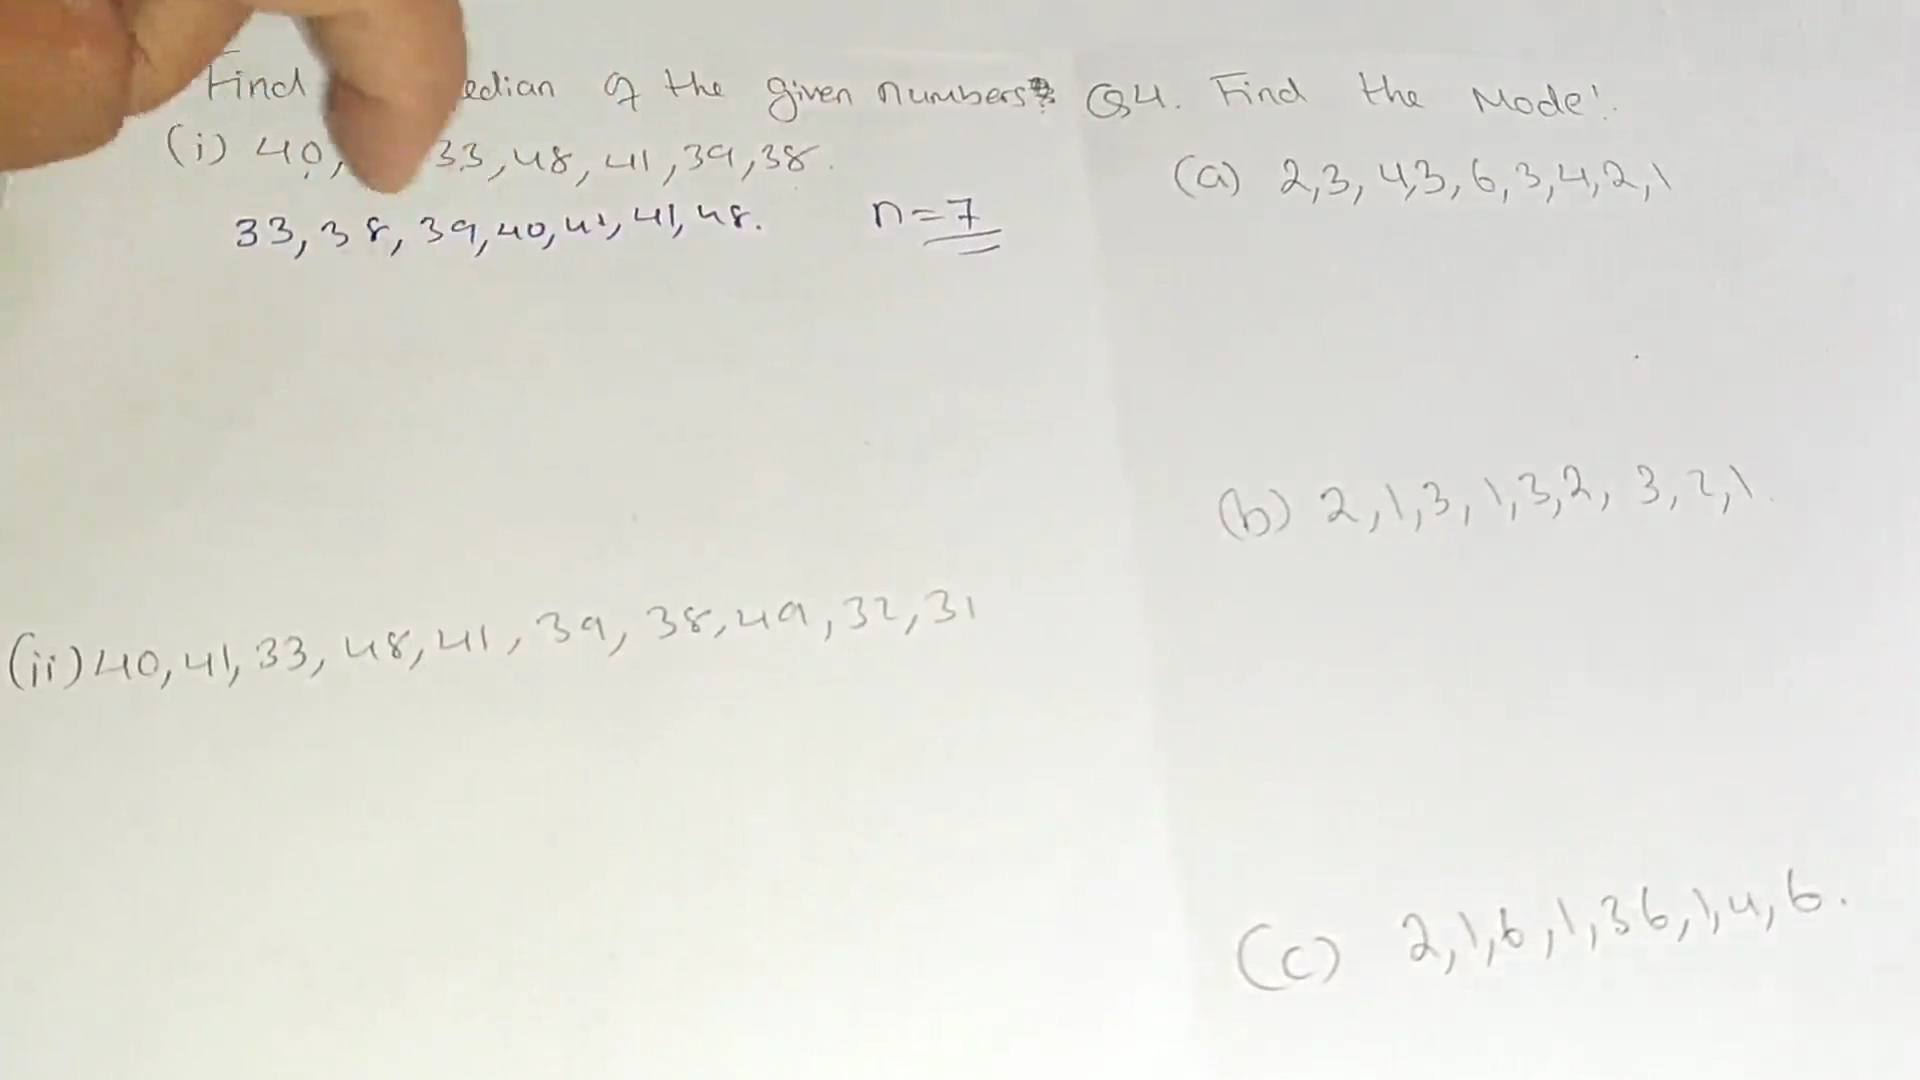 Find edian of the given numbers
(i) 40, 33, 48, 41, 39, 38.
33, 38, 39, 40, 41, 41, 48. n=7
(ii) 40, 41, 33, 48, 41, 39, 38, 49, 32, 31
Q4. Find the Mode!.
(a) 2,3, 4,3, 6, 3, 4, 2, 1
(b) 2, 1, 3, 1, 3, 2, 3, 2, 1.
(c) 2, 1, 6, 1, 3 6, 1, 4, 6.